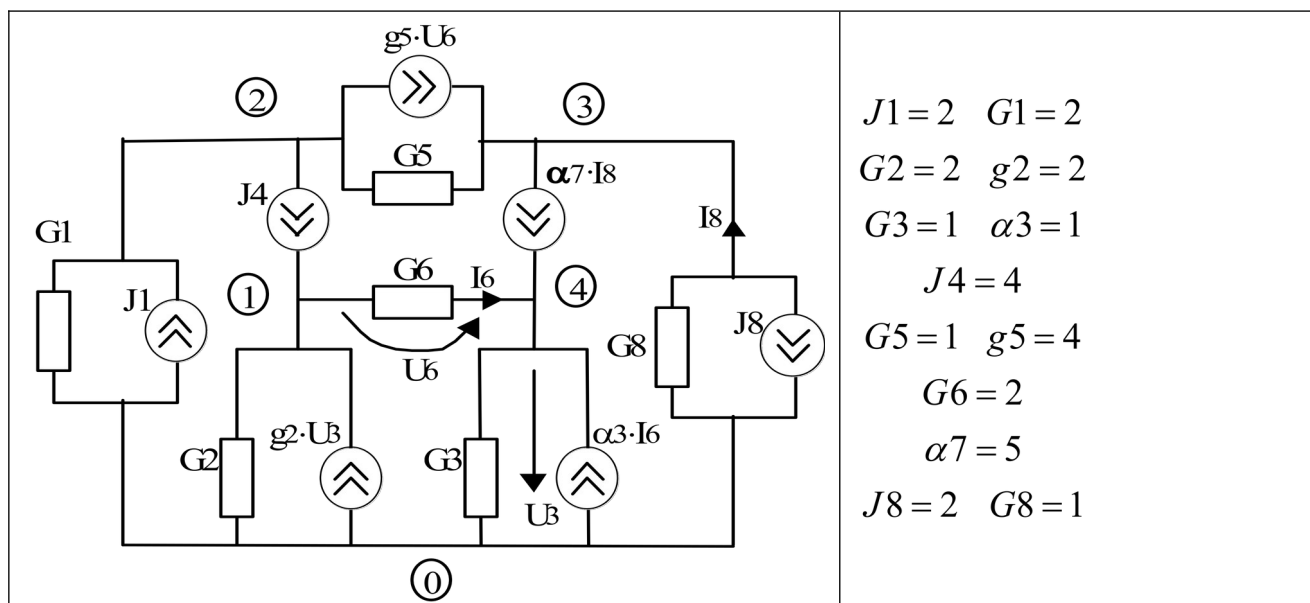 g5·U6
② ③
G5
α7·I8
J4
G1
I8
G6 I6
① ④
J1
J8
G8
U6
g2·U3 α3·I6
G2 G3
U3
⓪
J1 = 2 G1 = 2
G2 = 2 g2 = 2
G3 = 1 α3 = 1
J4 = 4
G5 = 1 g5 = 4
G6 = 2
α7 = 5
J8 = 2 G8 = 1